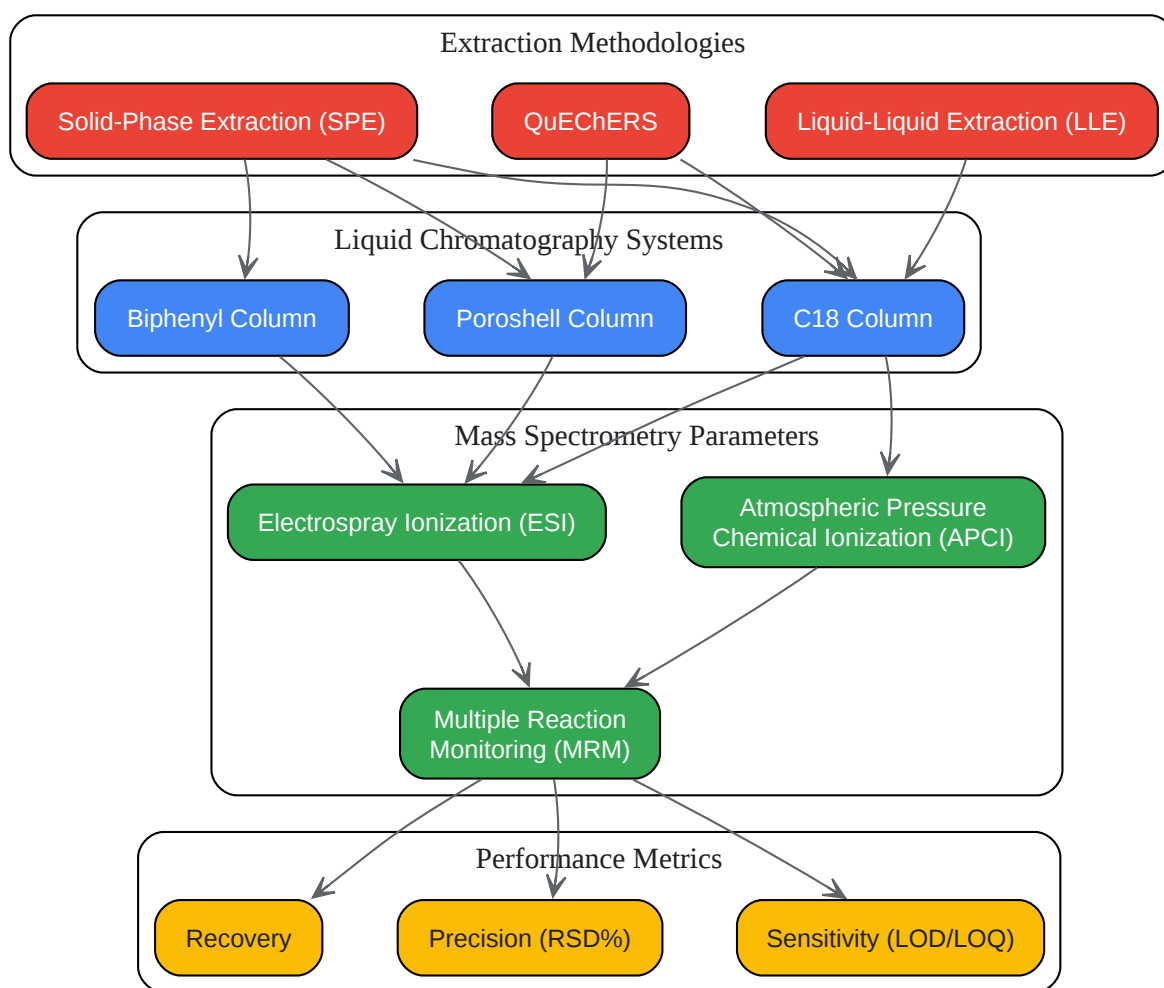 Extraction Methodologies
Solid-Phase Extraction (SPE)
QuEChERS
Liquid-Liquid Extraction (LLE)
Liquid Chromatography Systems
Biphenyl Column
Poroshell Column
C18 Column
Mass Spectrometry Parameters
Electrospray Ionization (ESI)
Atmospheric Pressure
Chemical Ionization (APCI)
Multiple Reaction
Monitoring (MRM)
Performance Metrics
Recovery
Precision (RSD%)
Sensitivity (LOD/LOQ)